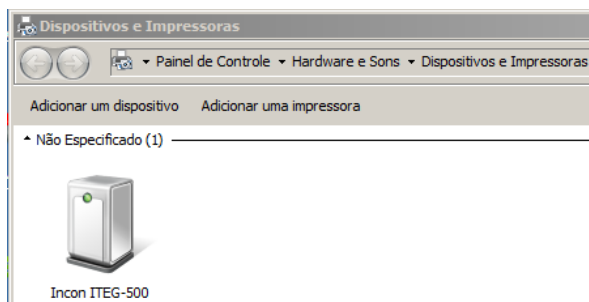 Dispositivos e Impressoras
Painel de Controle Hardware e Sons Dispositivos e Impressoras
Adicionar um dispositivo Adicionar uma impressora
Não Especificado (1)
Incon ITEG-500